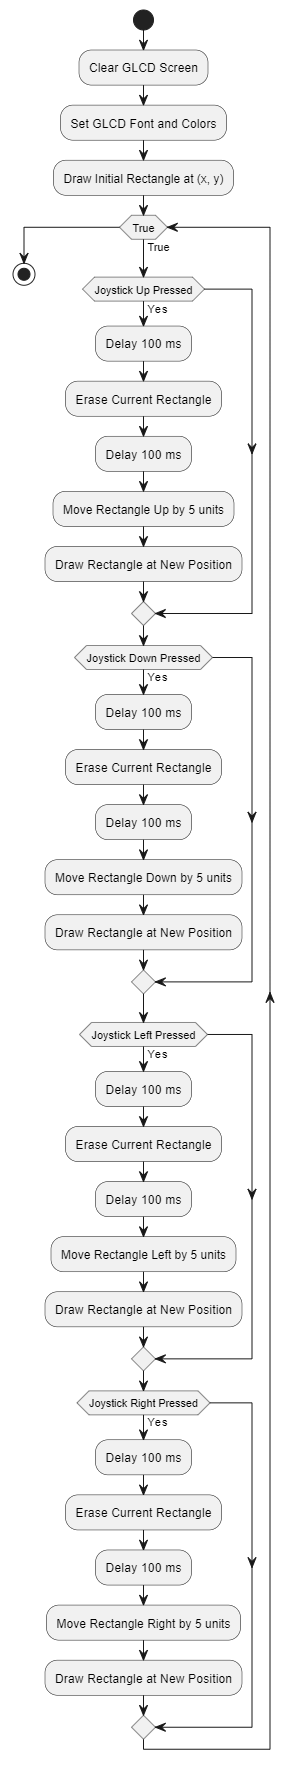 Clear GLCD Screen
Set GLCD Font and Colors
Draw Initial Rectangle at (x, y)
True
True
Joystick Up Pressed
Yes
Delay 100 ms
Erase Current Rectangle
Delay 100 ms
Move Rectangle Up by 5 units
Draw Rectangle at New Position
Joystick Down Pressed
Yes
Delay 100 ms
Erase Current Rectangle
Delay 100 ms
Move Rectangle Down by 5 units
Draw Rectangle at New Position
Joystick Left Pressed
Yes
Delay 100 ms
Erase Current Rectangle
Delay 100 ms
Move Rectangle Left by 5 units
Draw Rectangle at New Position
Joystick Right Pressed
Yes
Delay 100 ms
Erase Current Rectangle
Delay 100 ms
Move Rectangle Right by 5 units
Draw Rectangle at New Position